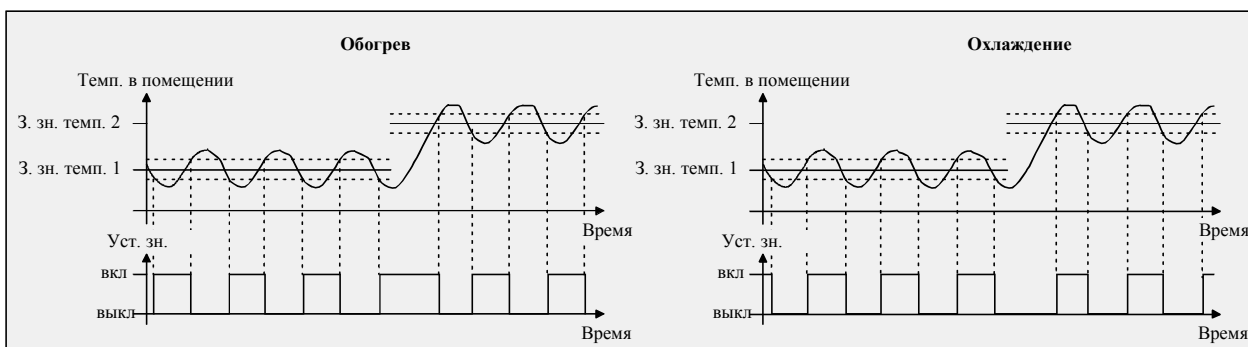 Обогрев
Темп. в помещении
З. зн. темп. 2
З. зн. темп. 1
Время
Уст. зн.
вкл
выкл
Время
Охлаждение
Темп. в помещении
З. зн. темп. 2
З. зн. темп. 1
Время
Уст. зн.
вкл
выкл
Время